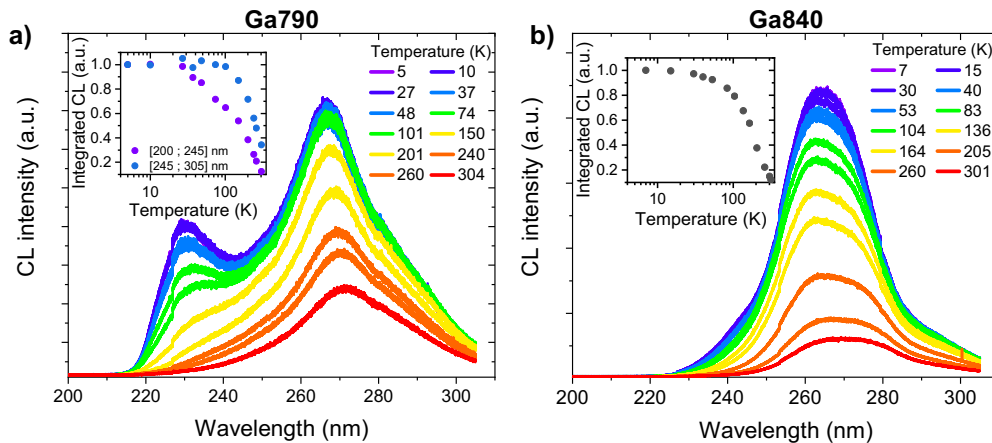 Ga790
a)
CL intensity (a.u.)
Wavelength (nm)
200 220 240 260 280 300
Temperature (K)
5 10
27 37
48 74
101 150
201 240
260 304
Integrated CL (a.u.)
1.0
0.8
0.6
0.4
0.2
[200 ; 245] nm
[245 ; 305] nm
10 100
Temperature (K)
Ga840
b)
CL intensity (a.u.)
Wavelength (nm)
200 220 240 260 280 300
Temperature (K)
7 15
30 40
53 83
104 136
164 205
260 301
Integrated CL (a.u.)
1.0
0.8
0.6
0.4
0.2
10 100
Temperature (K)